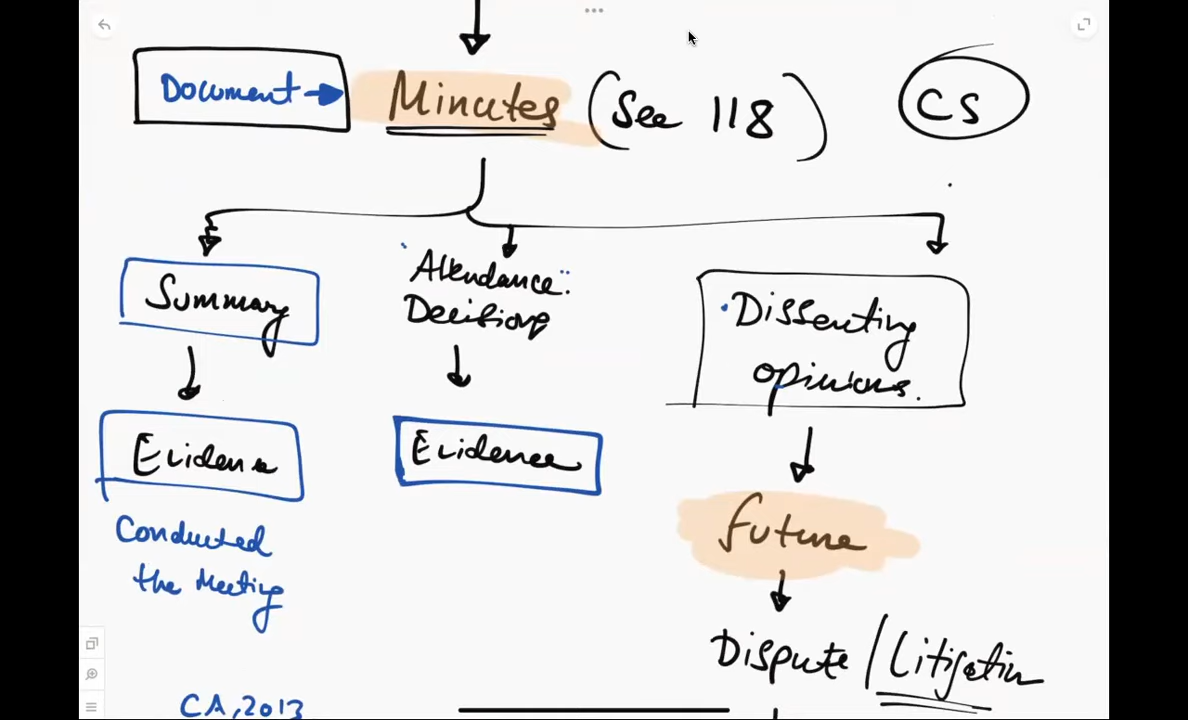 Document → Minutes (See 118) CS
Summary
Attendance:
Decisions
Dissenting
opinions.
Evidence
Evidence
Conducted
the Meeting
future
Dispute / Litigation
CA, 2013